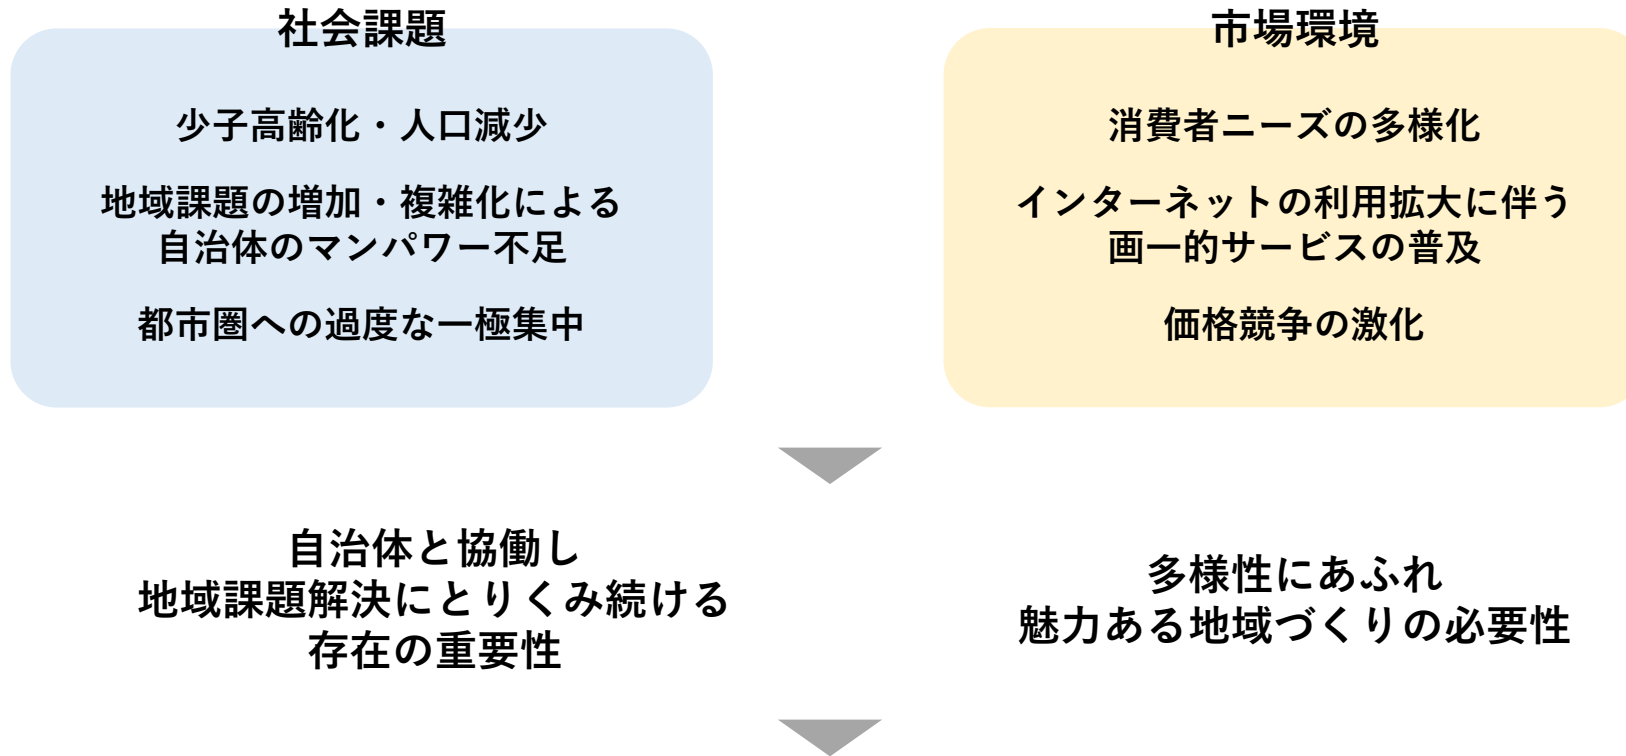 社会課題
少子高齢化・人口減少
地域課題の増加・複雑化による
自治体のマンパワー不足
都市圏への過度な一極集中
市場環境
消費者ニーズの多様化
インターネットの利用拡大に伴う
画一的サービスの普及
価格競争の激化
自治体と協働し
地域課題解決にとりくみ続ける
存在の重要性
多様性にあふれ
魅力ある地域づくりの必要性